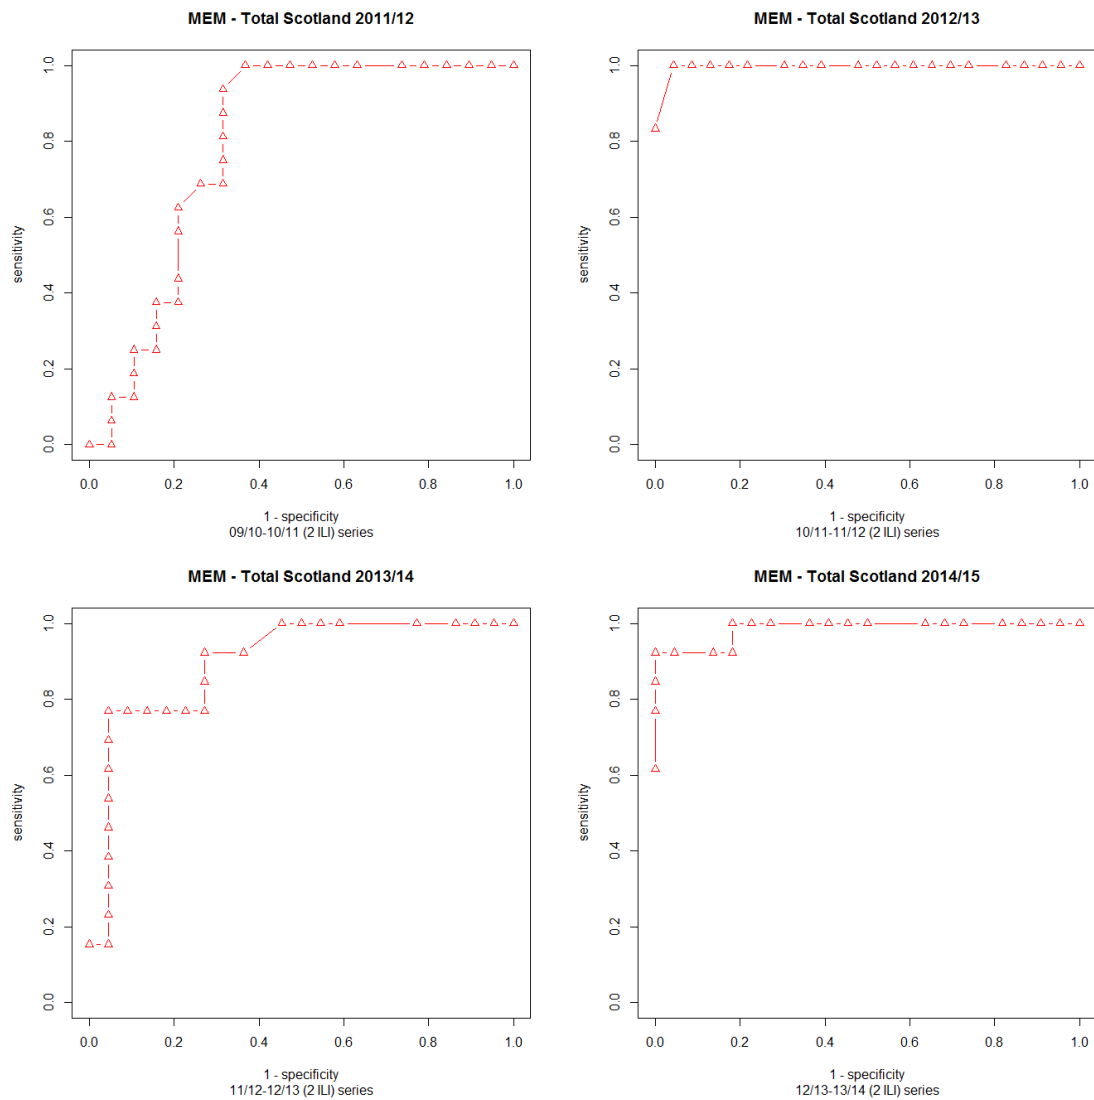 MEM - Total Scotland 2011/12
sensitivity
1.0
0.8
0.6
0.4
0.2
0.0
0.0 0.2 0.4 0.6 0.8 1.0
1 - specificity
09/10-10/11 (2 ILI) series
MEM - Total Scotland 2012/13
sensitivity
1.0
0.8
0.6
0.4
0.2
0.0
0.0 0.2 0.4 0.6 0.8 1.0
1 - specificity
10/11-11/12 (2 ILI) series
MEM - Total Scotland 2013/14
sensitivity
1.0
0.8
0.6
0.4
0.2
0.0
0.0 0.2 0.4 0.6 0.8 1.0
1 - specificity
11/12-12/13 (2 ILI) series
MEM - Total Scotland 2014/15
sensitivity
1.0
0.8
0.6
0.4
0.2
0.0
0.0 0.2 0.4 0.6 0.8 1.0
1 - specificity
12/13-13/14 (2 ILI) series